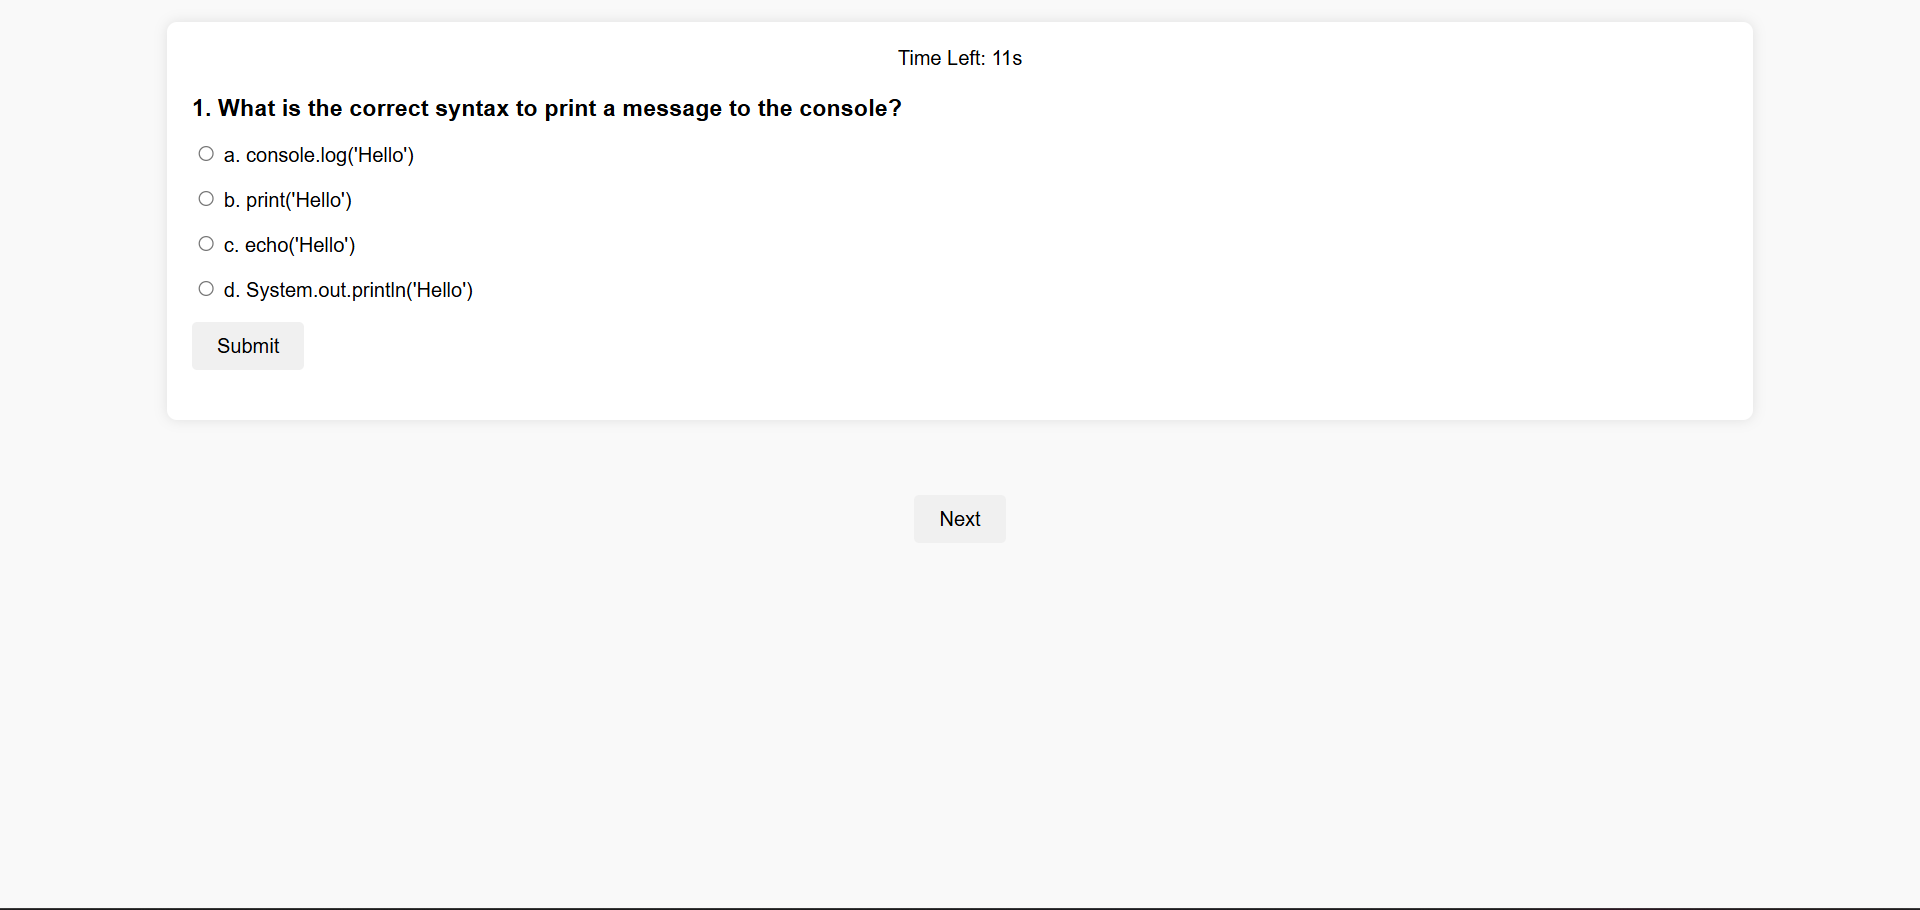 Time Left: 11s
1. What is the correct syntax to print a message to the console?
a. console.log('Hello')
b. print('Hello')
c. echo('Hello')
d. System.out.println('Hello')
Submit
Next